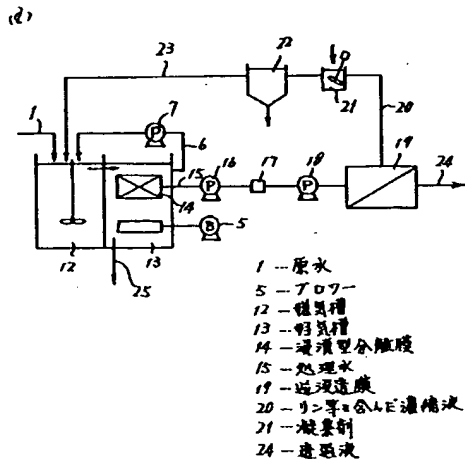 (d)
23
22
21
20
1
7
P
6
15
16
P
17
18
P
19
24
14
B
5
12
13
25
1 --- 原水
5 --- ブロワー
12 --- 嫌気槽
13 --- 好気槽
14 --- 浸漬型分離膜
15 --- 処理水
19 --- 逆浸透膜
20 --- リン等を含んだ濃縮液
21 --- 凝集剤
24 --- 透過液